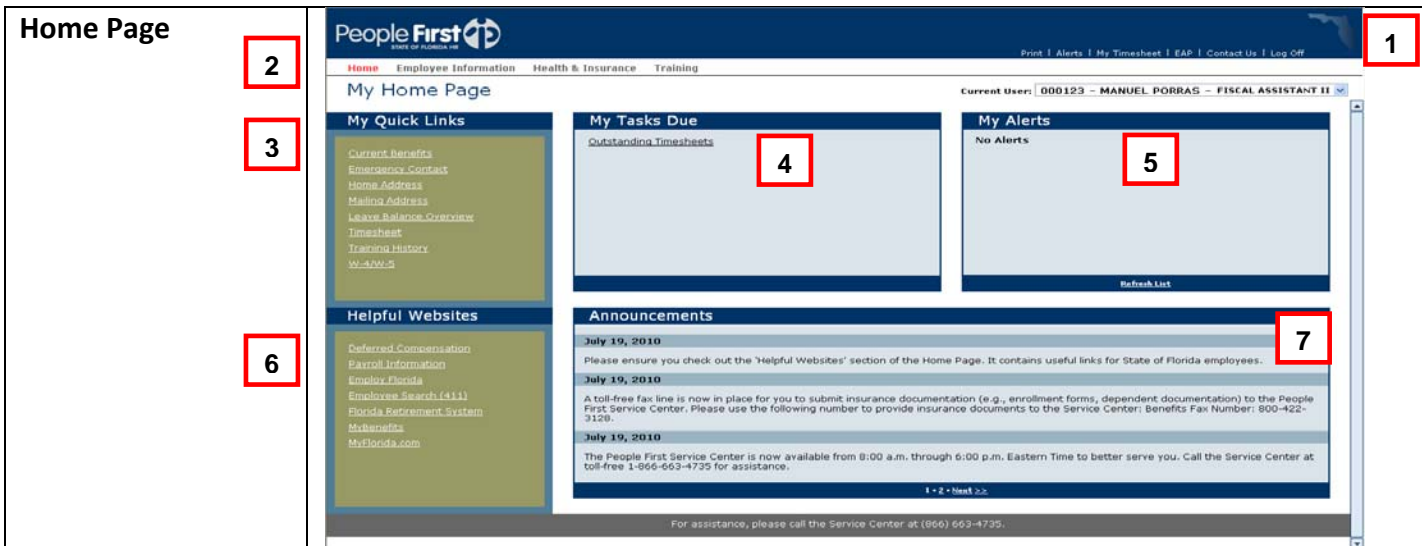 Home Page
People First
STATE OF FLORIDA HR
Print | Alerts | My Timesheet | EAP | Contact Us | Log Off
1
2
Home Employee Information Health & Insurance Training
My Home Page
Current User: 000123 - MANUEL PORRAS - FISCAL ASSISTANT II
3
My Quick Links
Current Benefits
Emergency Contact
Home Address
Mailing Address
Leave Balance Overview
Timesheet
Training History
W-4/W-5
My Tasks Due
Outstanding Timesheets
4
My Alerts
No Alerts
5
Refresh List
6
Helpful Websites
Deferred Compensation
Payroll Information
Employ Florida
Employee Search (411)
Florida Retirement System
MyBenefits
MyFlorida.com
Announcements
7
July 19, 2010
Please ensure you check out the 'Helpful Websites' section of the Home Page. It contains useful links for State of Florida employees.
July 19, 2010
A toll-free fax line is now in place for you to submit insurance documentation (e.g., enrollment forms, dependent documentation) to the People
First Service Center. Please use the following number to provide insurance documents to the Service Center: Benefits Fax Number: 800-422-
3128.
July 19, 2010
The People First Service Center is now available from 8:00 a.m. through 6:00 p.m. Eastern Time to better serve you. Call the Service Center at
toll-free 1-866-663-4735 for assistance.
1 • 2 • Next >>
For assistance, please call the Service Center at (866) 663-4735.